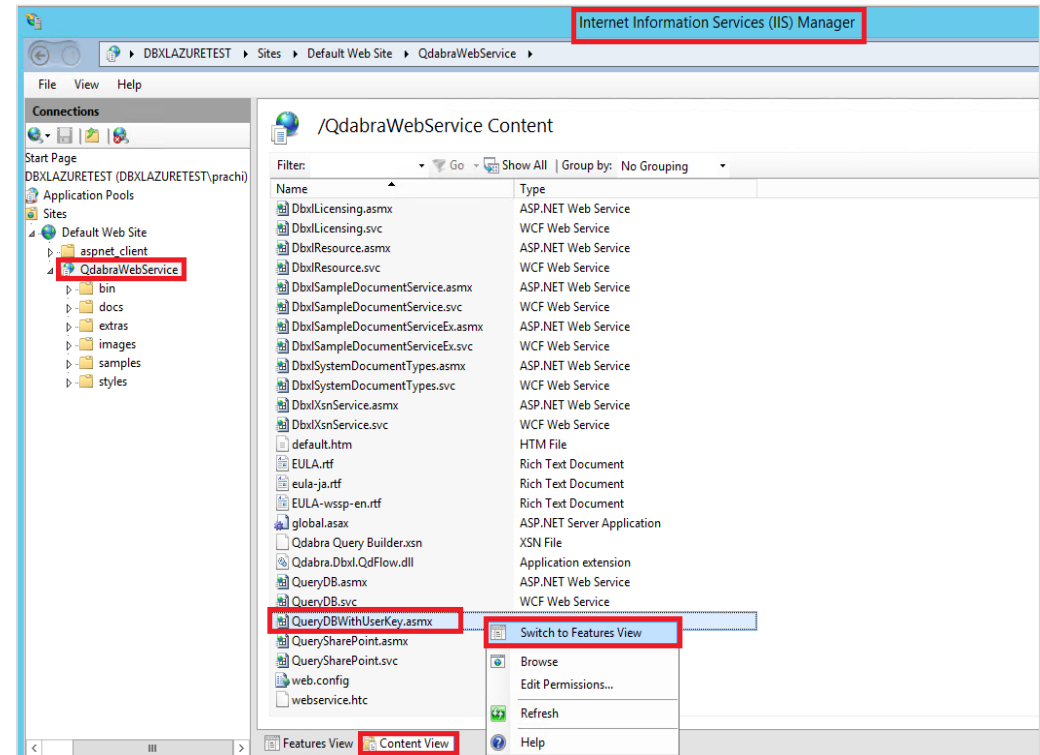 Internet Information Services (IIS) Manager
DBXLAZURETEST Sites Default Web Site QdabraWebService
File View Help
Connections
Start Page
DBXLAZURETEST (DBXLAZURETEST\prachi)
Application Pools
Sites
Default Web Site
aspnet_client
QdabraWebService
bin
docs
extras
images
samples
styles
/QdabraWebService Content
Filter: Go Show All Group by: No Grouping
Name Type
DbxlLicensing.asmx ASP.NET Web Service
DbxlLicensing.svc WCF Web Service
DbxlResource.asmx ASP.NET Web Service
DbxlResource.svc WCF Web Service
DbxlSampleDocumentService.asmx ASP.NET Web Service
DbxlSampleDocumentService.svc WCF Web Service
DbxlSampleDocumentServiceEx.asmx ASP.NET Web Service
DbxlSampleDocumentServiceEx.svc WCF Web Service
DbxlSystemDocumentTypes.asmx ASP.NET Web Service
DbxlSystemDocumentTypes.svc WCF Web Service
DbxlXsnService.asmx ASP.NET Web Service
DbxlXsnService.svc WCF Web Service
default.htm HTM File
EULA.rtf Rich Text Document
eula-ja.rtf Rich Text Document
EULA-wssp-en.rtf Rich Text Document
global.asax ASP.NET Server Application
Qdabra Query Builder.xsn XSN File
Qdabra.Dbxl.QdFlow.dll Application extension
QueryDB.asmx ASP.NET Web Service
QueryDB.svc WCF Web Service
QueryDBWithUserKey.asmx
QuerySharePoint.asmx
QuerySharePoint.svc
web.config
webservice.htc
Switch to Features View
Browse
Edit Permissions...
Refresh
Help
Features View Content View